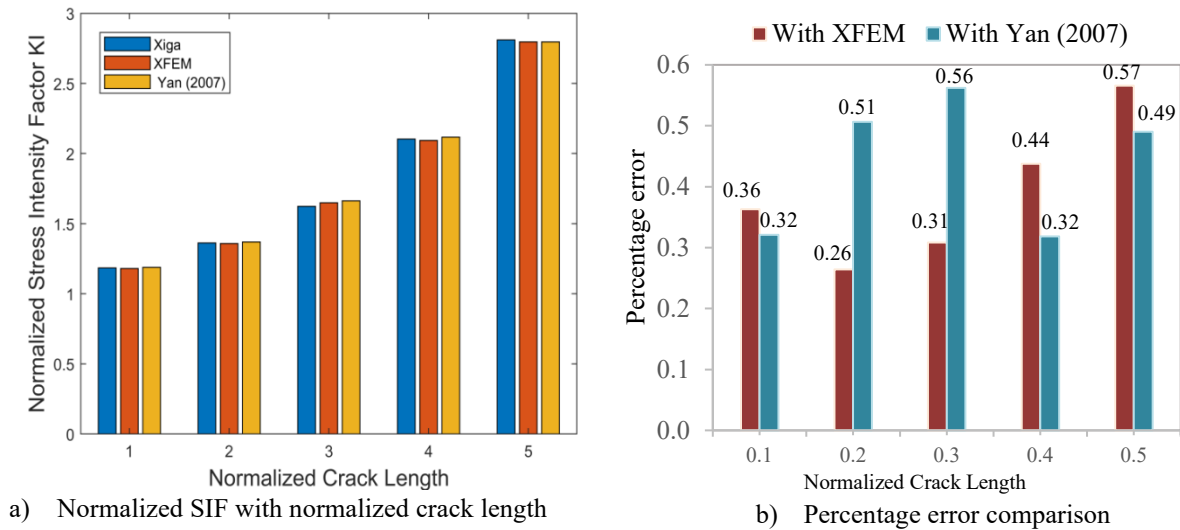 3
2.5
2
1.5
1
0.5
0
Normalized Stress Intensity Factor KI
Xiga
XFEM
Yan (2007)
1 2 3 4 5
Normalized Crack Length
a) Normalized SIF with normalized crack length
With XFEM With Yan (2007)
0.6
0.5
0.4
0.3
0.2
0.1
0.0
Percentage error
0.36
0.32
0.26
0.51
0.31
0.56
0.44
0.32
0.57
0.49
0.1 0.2 0.3 0.4 0.5
Normalized Crack Length
b) Percentage error comparison